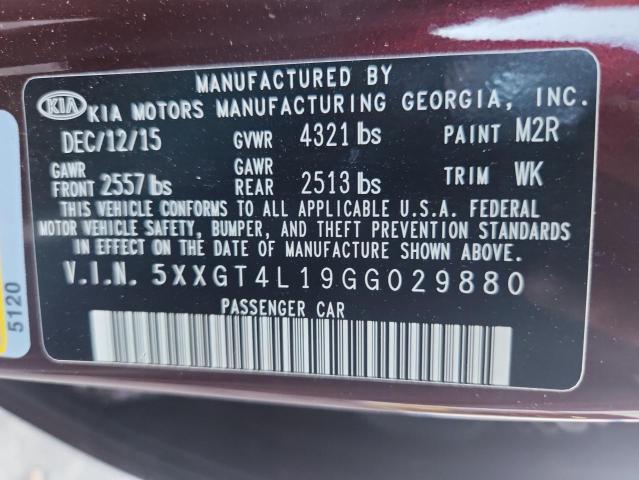 MANUFACTURED BY
KIA KIA MOTORS MANUFACTURING GEORGIA, INC.
DEC/12/15 GVWR 4321 lbs PAINT M2R
GAWR FRONT 2557 lbs GAWR REAR 2513 lbs TRIM WK
THIS VEHICLE CONFORMS TO ALL APPLICABLE U.S.A. FEDERAL
MOTOR VEHICLE SAFETY, BUMPER, AND THEFT PREVENTION STANDARDS
IN EFFECT ON THE DATE OF MANUFACTURE SHOWN ABOVE.
V.I.N. 5XXGT4L19GG029880
PASSENGER CAR
5120